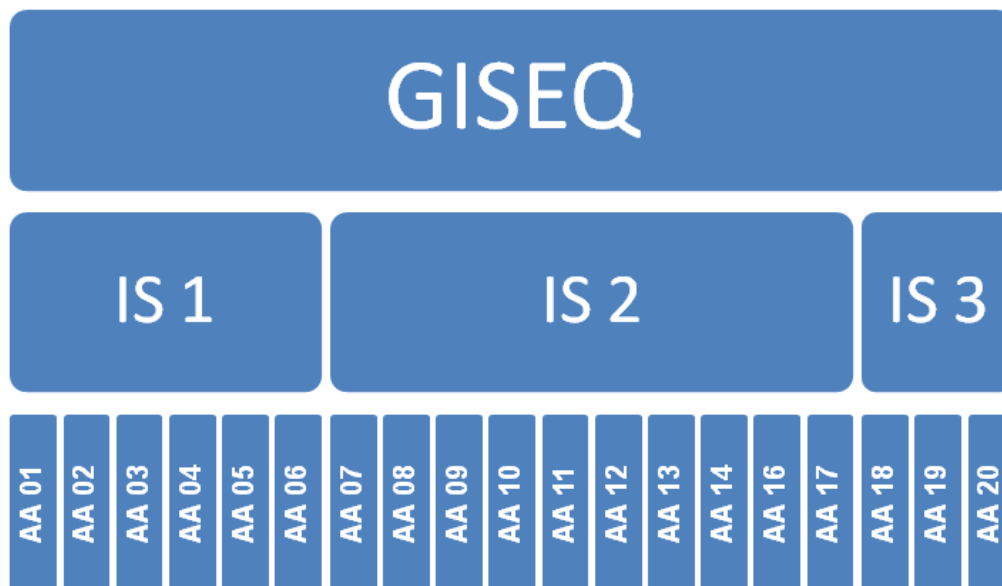 GISEQ
IS 1
IS 2
IS 3
AA 01
AA 02
AA 03
AA 04
AA 05
AA 06
AA 07
AA 08
AA 09
AA 10
AA 11
AA 12
AA 13
AA 14
AA 16
AA 17
AA 18
AA 19
AA 20